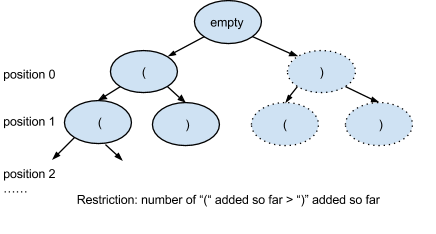 empty
position 0
(
)
position 1
(
)
(
)
position 2
......
Restriction: number of “(“ added so far > “)” added so far